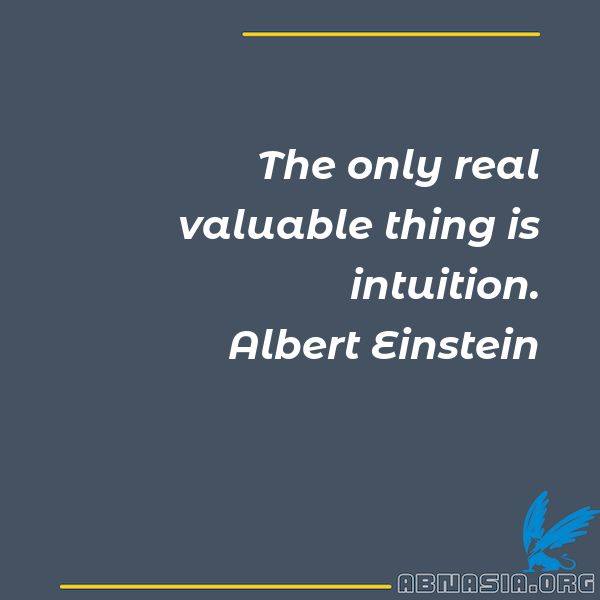 The only real
valuable thing is
intuition.
Albert Einstein
ABNASIA.ORG